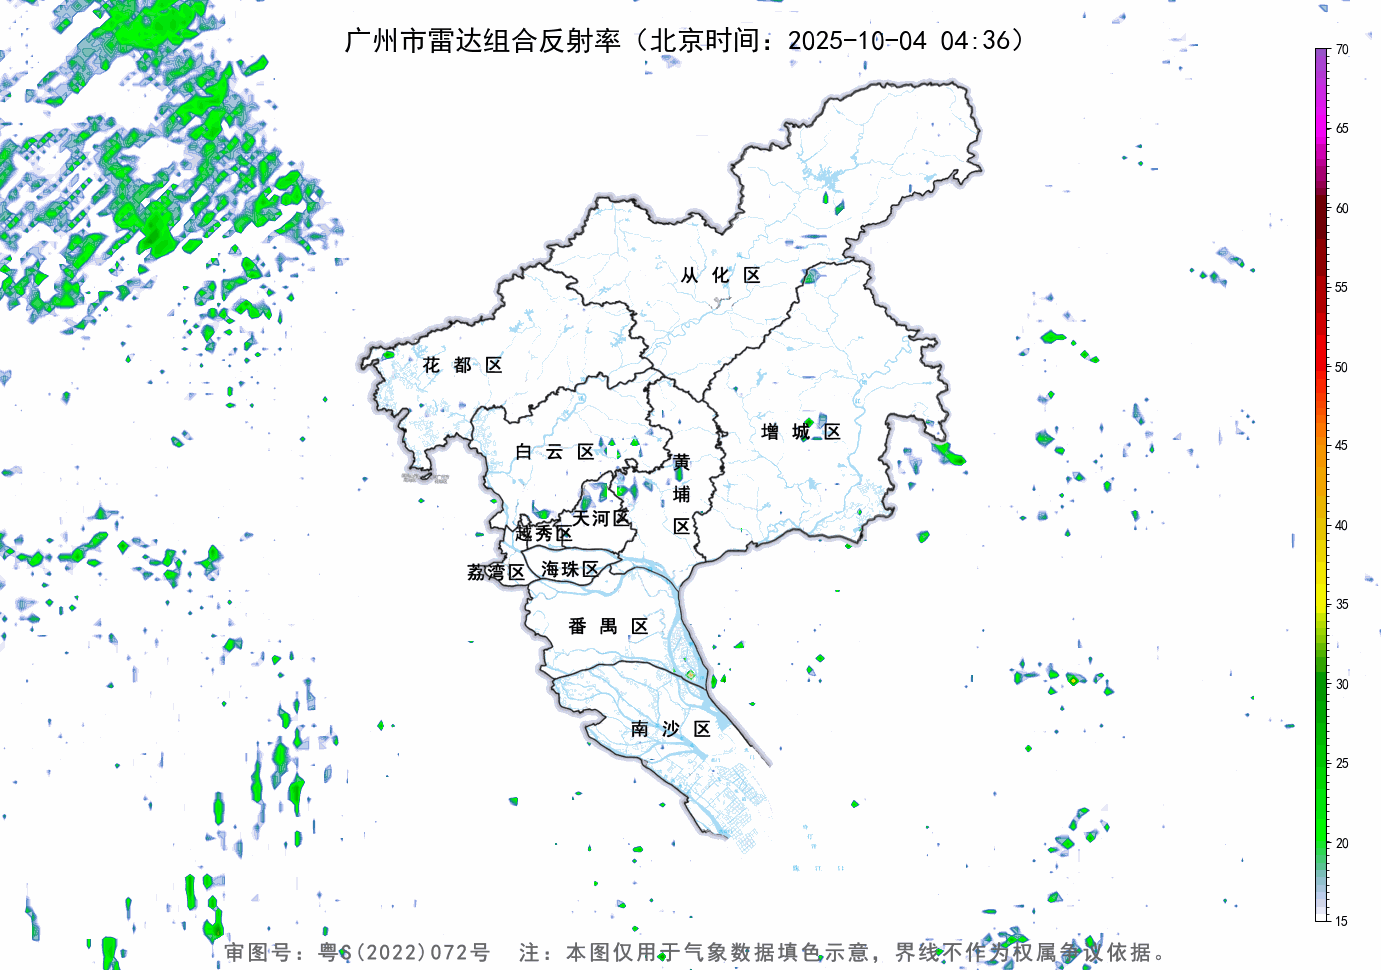 广州市雷达组合反射率（北京时间：2025-10-04 04:36）
70
65
60
55
50
45
40
35
30
25
20
15
从 化 区
花 都 区
增 城 区
白 云 区
黄
埔
区
天河区
越秀区
荔湾区
海珠区
番 禺 区
南 沙 区
审图号：粤S(2022)072号 注：本图仅用于气象数据填色示意，界线不作为权属争议依据。